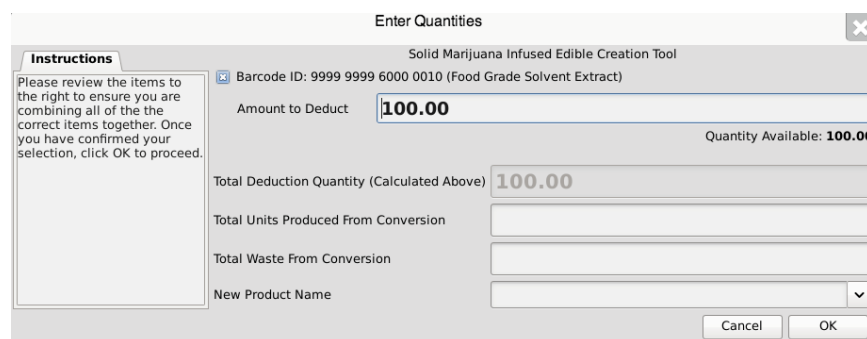 Enter Quantities
Instructions
Please review the items to
the right to ensure you are
combining all of the the
correct items together. Once
you have confirmed your
selection, click OK to proceed.
Solid Marijuana Infused Edible Creation Tool
Barcode ID: 9999 9999 6000 0010 (Food Grade Solvent Extract)
Amount to Deduct 100.00
Quantity Available: 100.00
Total Deduction Quantity (Calculated Above) 100.00
Total Units Produced From Conversion
Total Waste From Conversion
New Product Name
Cancel OK